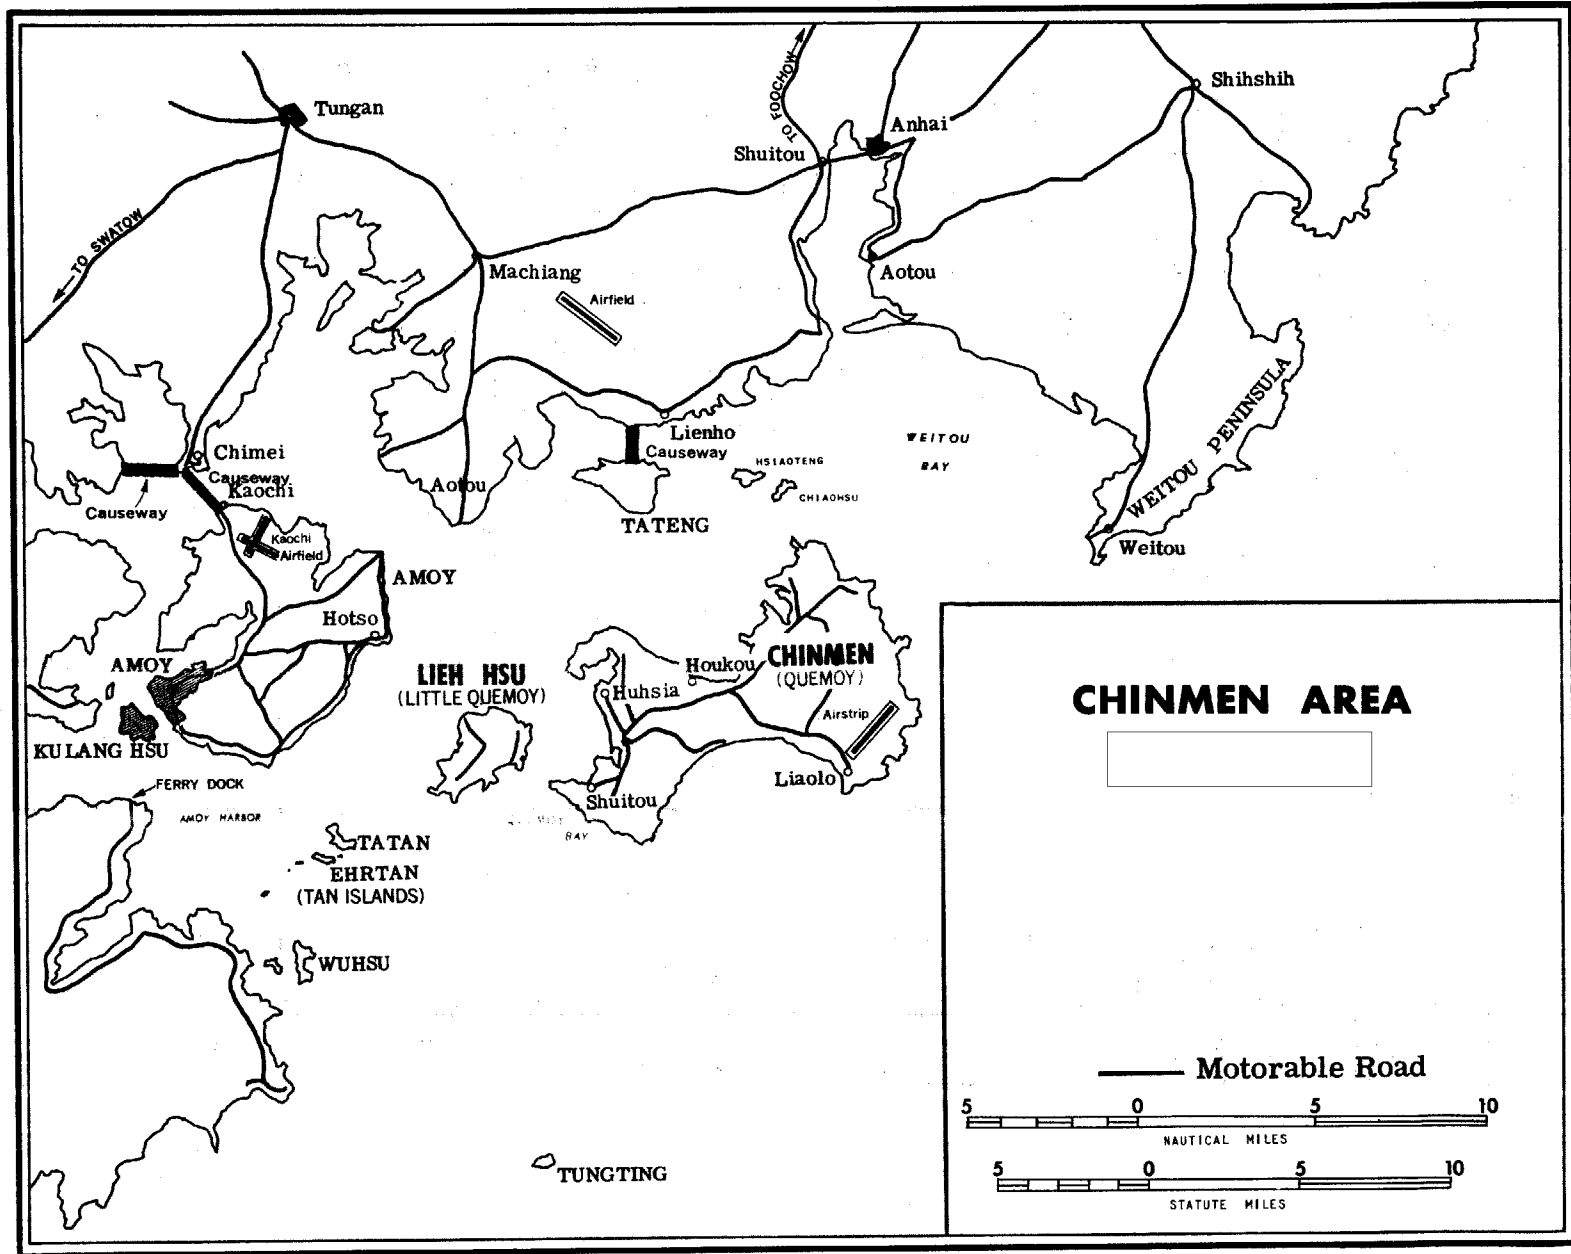 Tungan
Shihshih
TO FOOCHOW
Anhai
Shuitou
TO SWATOW
Machiang
Airfield
Aotou
WEITOU PENINSULA
Lienho
Causeway
WEITOU
BAY
HSIAOTENG
CHIAOHSU
Chimei
Causeway
Kaochi
Causeway
Aotou
TATENG
Kaochi
Airfield
Weitou
AMOY
Hotso
AMOY
LIEH HSU
(LITTLE QUEMOY)
Houkou
CHINMEN
(QUEMOY)
Huhsia
Airstrip
KULANG HSU
Liaolo
FERRY DOCK
Shuitou
AMOY HARBOR
BAY
TATAN
EHRTAN
(TAN ISLANDS)
WUHSU
TUNGTING
CHINMEN AREA
Motorable Road
5 0 5 10
NAUTICAL MILES
5 0 5 10
STATUTE MILES